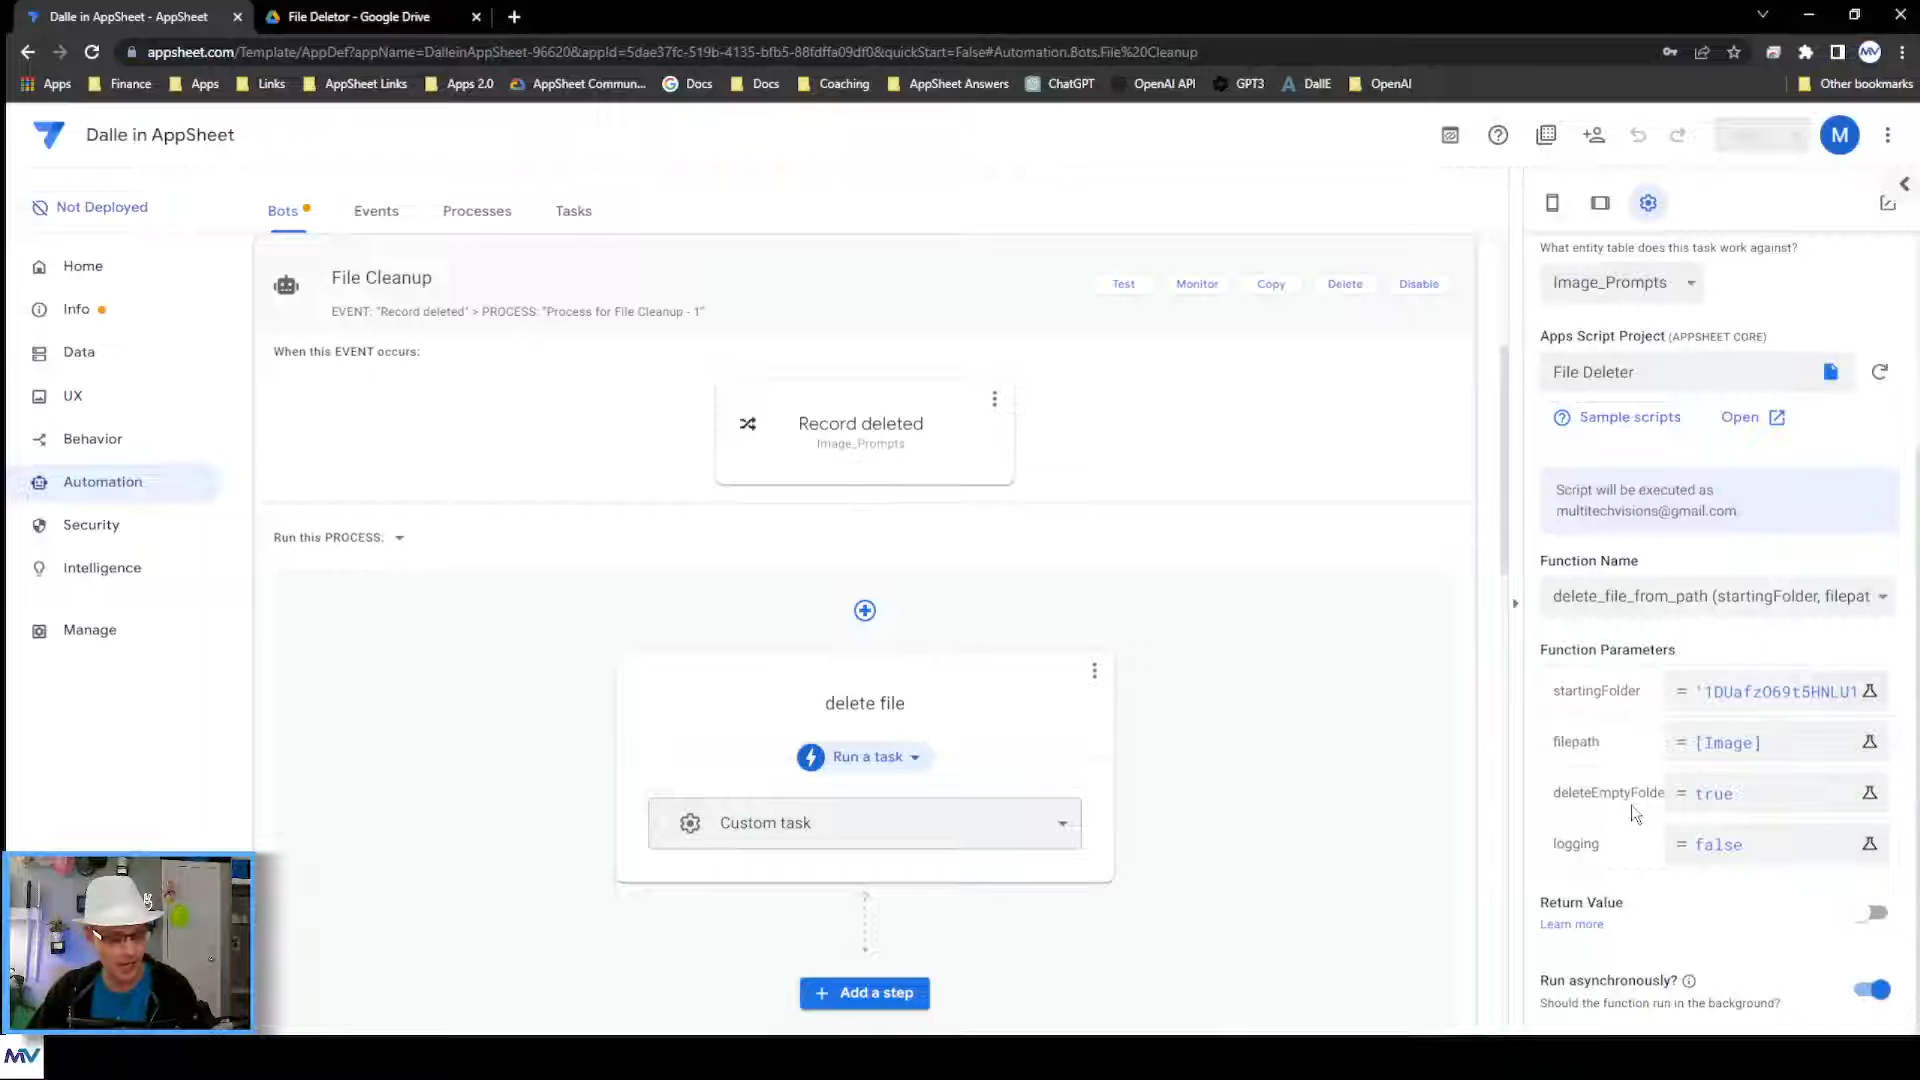 Dalle in AppSheet - AppSheet
File Deletor - Google Drive
appsheet.com/Template/AppDef?appName=DalleinAppSheet-96620&appId=5dae37fc-519b-4135-bfb5-88fdffa09df0&quickStart=False#Automation.Bots.File%20Cleanup
MV
Apps
Finance
Apps
Links
AppSheet Links
Apps 2.0
AppSheet Commun...
Docs
Docs
Coaching
AppSheet Answers
ChatGPT
OpenAI API
GPT3
DallE
OpenAI
Other bookmarks
Dalle in AppSheet
M
Not Deployed
Home
Info
Data
UX
Behavior
Automation
Security
Intelligence
Manage
Bots
Events
Processes
Tasks
File Cleanup
EVENT: "Record deleted" > PROCESS: "Process for File Cleanup - 1"
Test
Monitor
Copy
Delete
Disable
When this EVENT occurs:
Record deleted
Image_Prompts
Run this PROCESS:
delete file
Run a task
Custom task
+ Add a step
What entity table does this task work against?
Image_Prompts
Apps Script Project (APPSHEET CORE)
File Deleter
Sample scripts
Open
Script will be executed as
multitechvisions@gmail.com
Function Name
delete_file_from_path (startingFolder, filepat
Function Parameters
startingFolder = '1DUafzO69t5HNLU1
filepath = [Image]
deleteEmptyFolde = true
logging = false
Return Value
Learn more
Run asynchronously?
Should the function run in the background?
MV